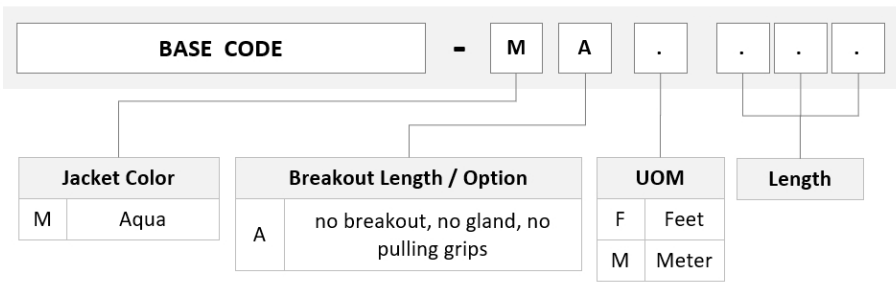 BASE CODE - M A . . . .
Jacket Color
M Aqua
Breakout Length / Option
A no breakout, no gland, no
pulling grips
UOM
F Feet
M Meter
Length